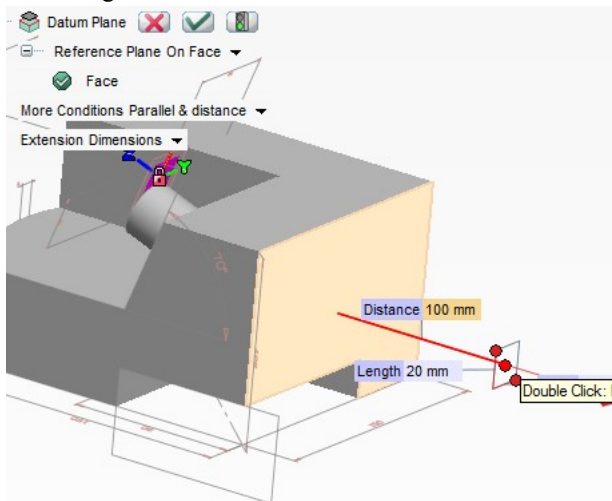 Datum Plane
Reference Plane On Face
Face
More Conditions Parallel & distance
Extension Dimensions
Z
Y
70°
Distance 100 mm
Length 20 mm
Double Click: